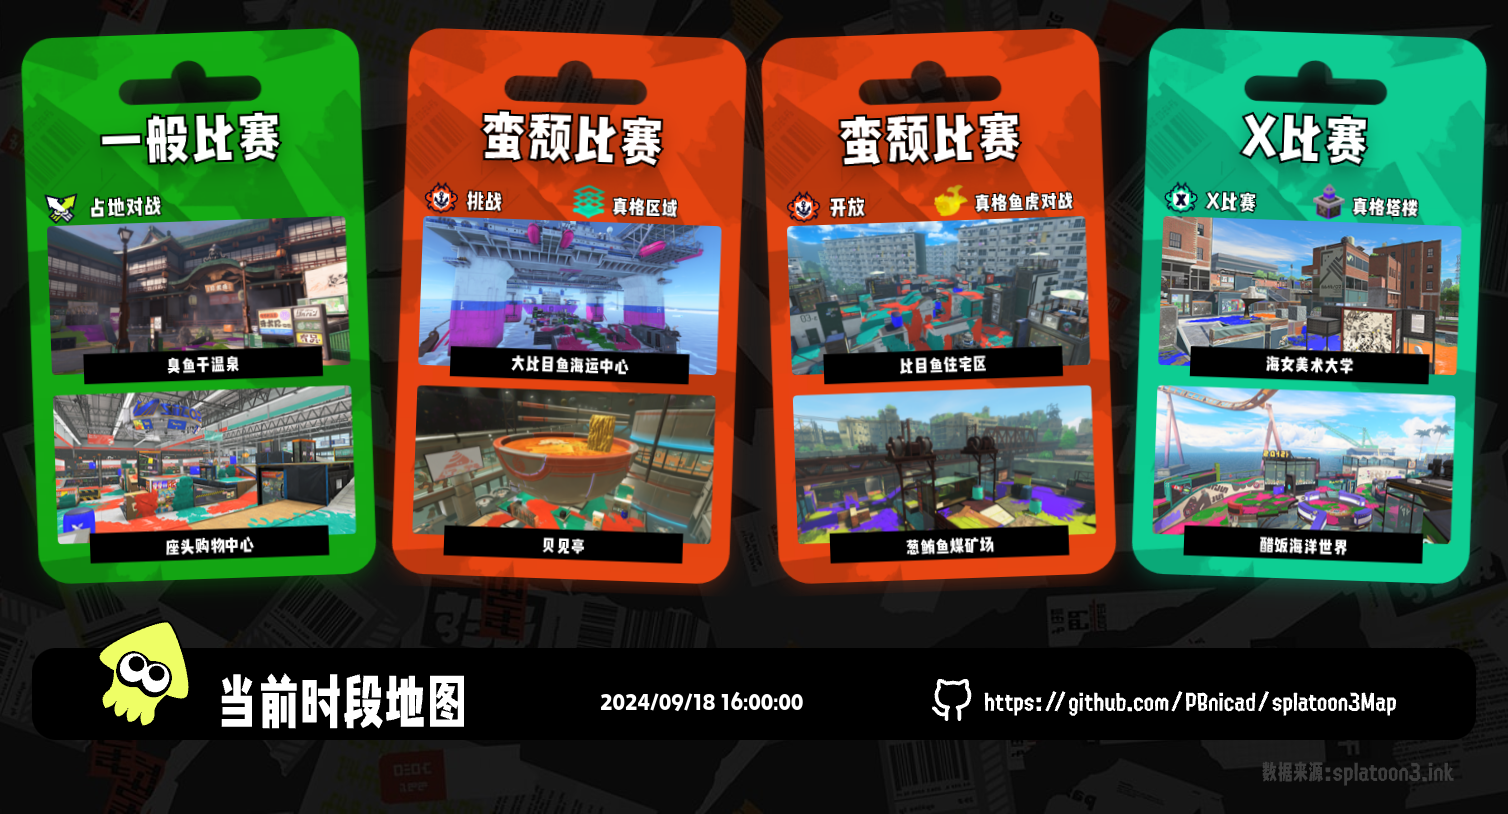 一般比赛
占地对战
臭鱼干温泉
座头购物中心
蛮颓比赛
挑战
真格区域
大比目鱼海运中心
贝见亭
蛮颓比赛
开放
真格鱼虎对战
比目鱼住宅区
葱鲔鱼煤矿场
X比赛
X比赛
真格塔楼
海女美术大学
醋饭海洋世界
当前时段地图
2024/09/18 16:00:00
https://github.com/PBnicad/splatoon3Map
数据来源:splatoon3.ink